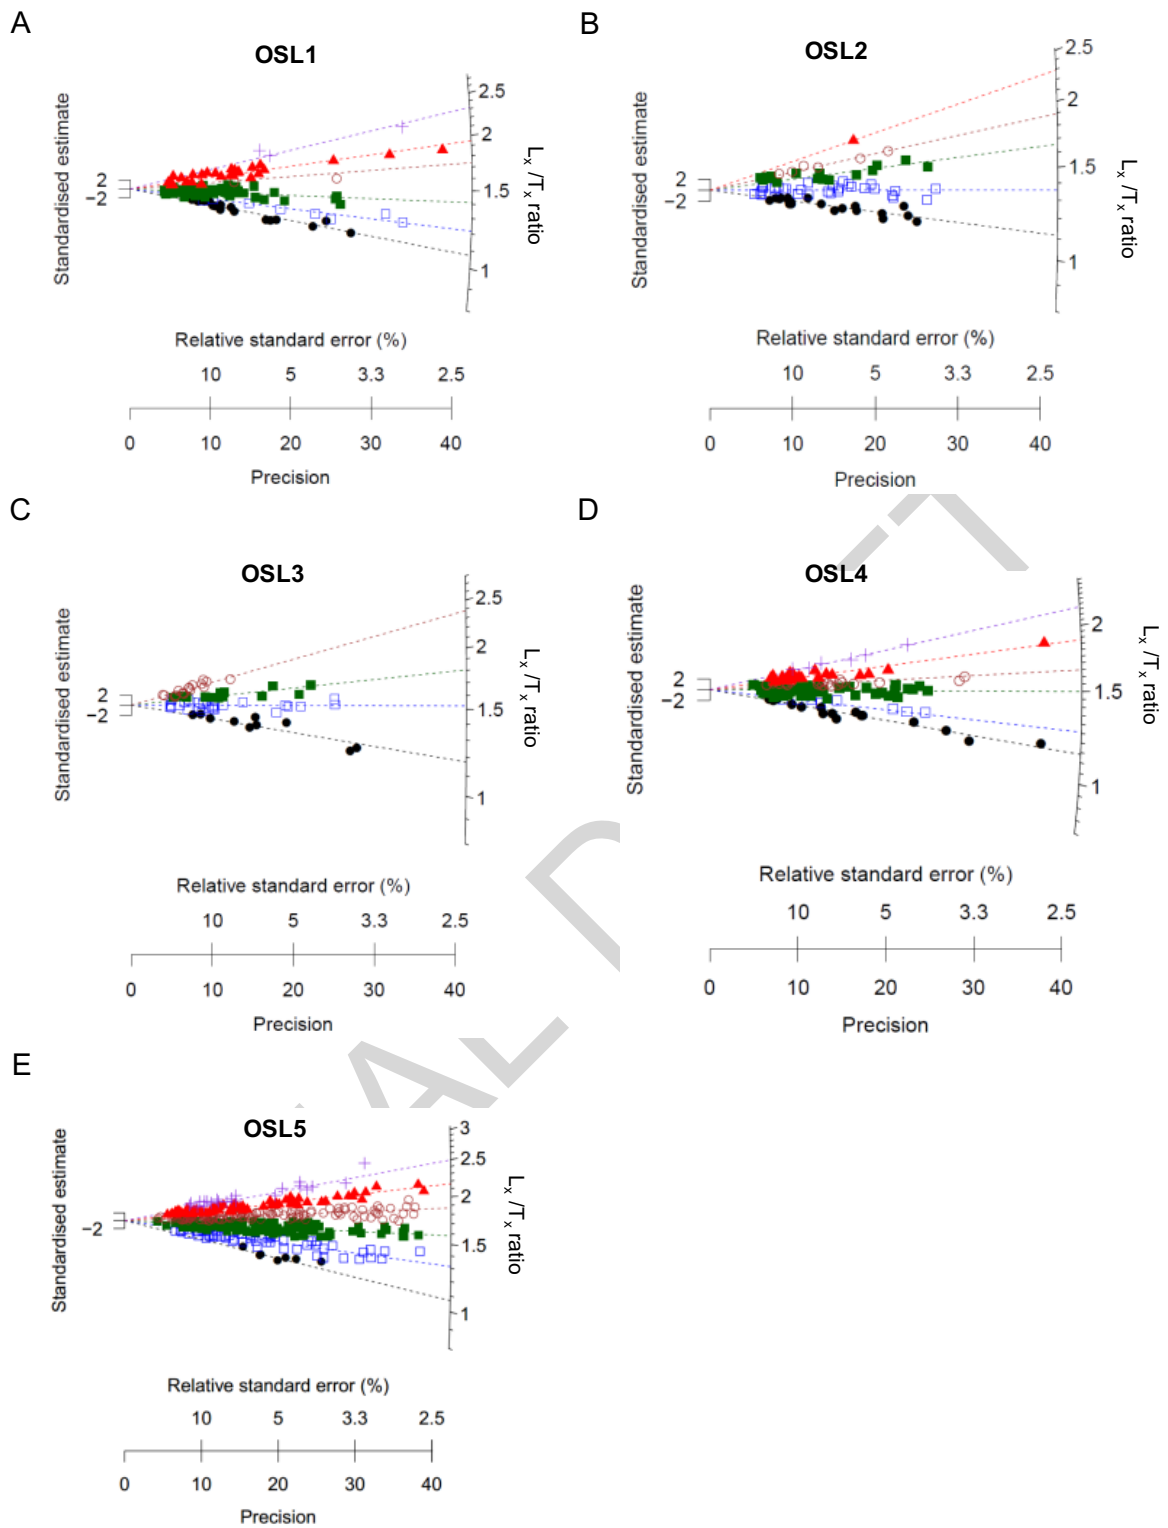 A
OSL1
Standardised estimate
2
−2
2.5
2
1.5
1
Lx /Tx ratio
Relative standard error (%)
10 5 3.3 2.5
0 10 20 30 40
Precision
B
OSL2
Standardised estimate
2
−2
2.5
2
1.5
1
Lx /Tx ratio
Relative standard error (%)
10 5 3.3 2.5
0 10 20 30 40
Precision
C
OSL3
Standardised estimate
2
−2
2.5
2
1.5
1
Lx /Tx ratio
Relative standard error (%)
10 5 3.3 2.5
0 10 20 30 40
Precision
D
OSL4
Standardised estimate
2
−2
2
1.5
1
Lx /Tx ratio
Relative standard error (%)
10 5 3.3 2.5
0 10 20 30 40
Precision
E
OSL5
Standardised estimate
−2
3
2.5
2
1.5
1
Lx /Tx ratio
Relative standard error (%)
10 5 3.3 2.5
0 10 20 30 40
Precision